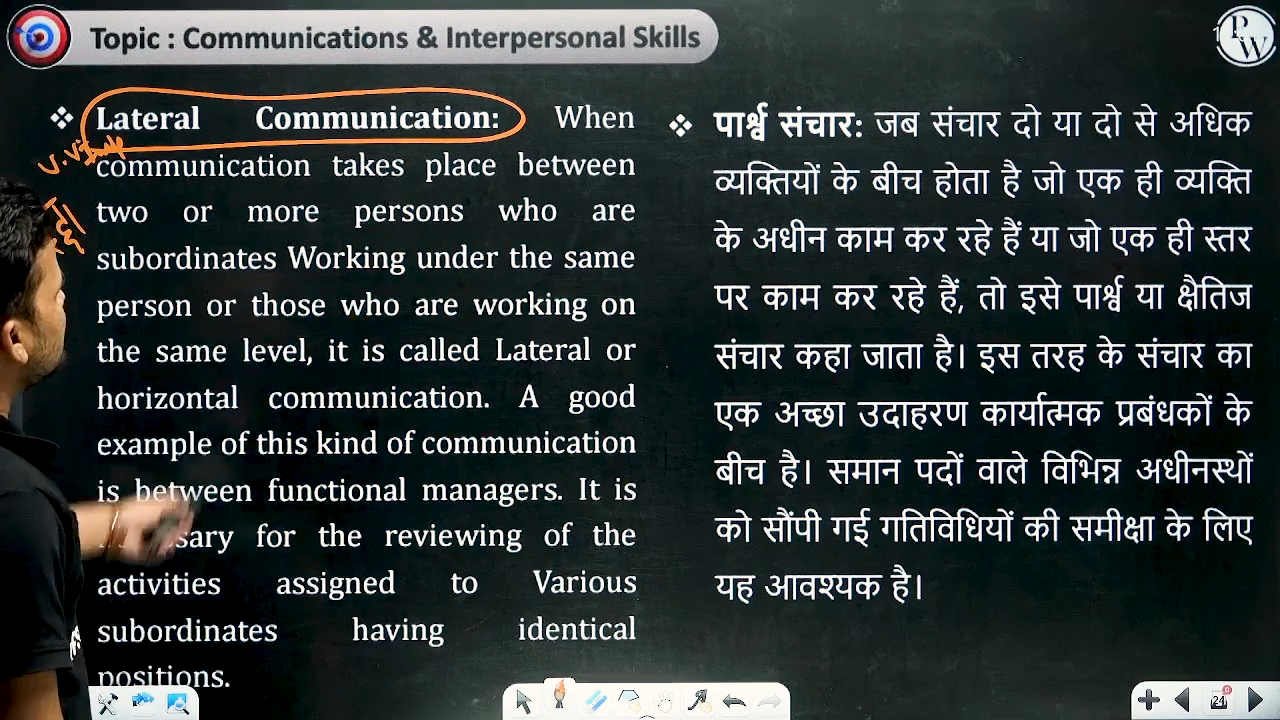 Topic : Communications & Interpersonal Skills
PW
❖ Lateral Communication: When
communication takes place between
two or more persons who are
subordinates Working under the same
person or those who are working on
the same level, it is called Lateral or
horizontal communication. A good
example of this kind of communication
is between functional managers. It is
for the reviewing of the
activities assigned to Various
subordinates having identical
positions.
❖ पार्श्व संचार: जब संचार दो या दो से अधिक
व्यक्तियों के बीच होता है जो एक ही व्यक्ति
के अधीन काम कर रहे हैं या जो एक ही स्तर
पर काम कर रहे हैं, तो इसे पार्श्व या क्षैतिज
संचार कहा जाता है। इस तरह के संचार का
एक अच्छा उदाहरण कार्यात्मक प्रबंधकों के
बीच है। समान पदों वाले विभिन्न अधीनस्थों
को सौंपी गई गतिविधियों की समीक्षा के लिए
यह आवश्यक है।
21